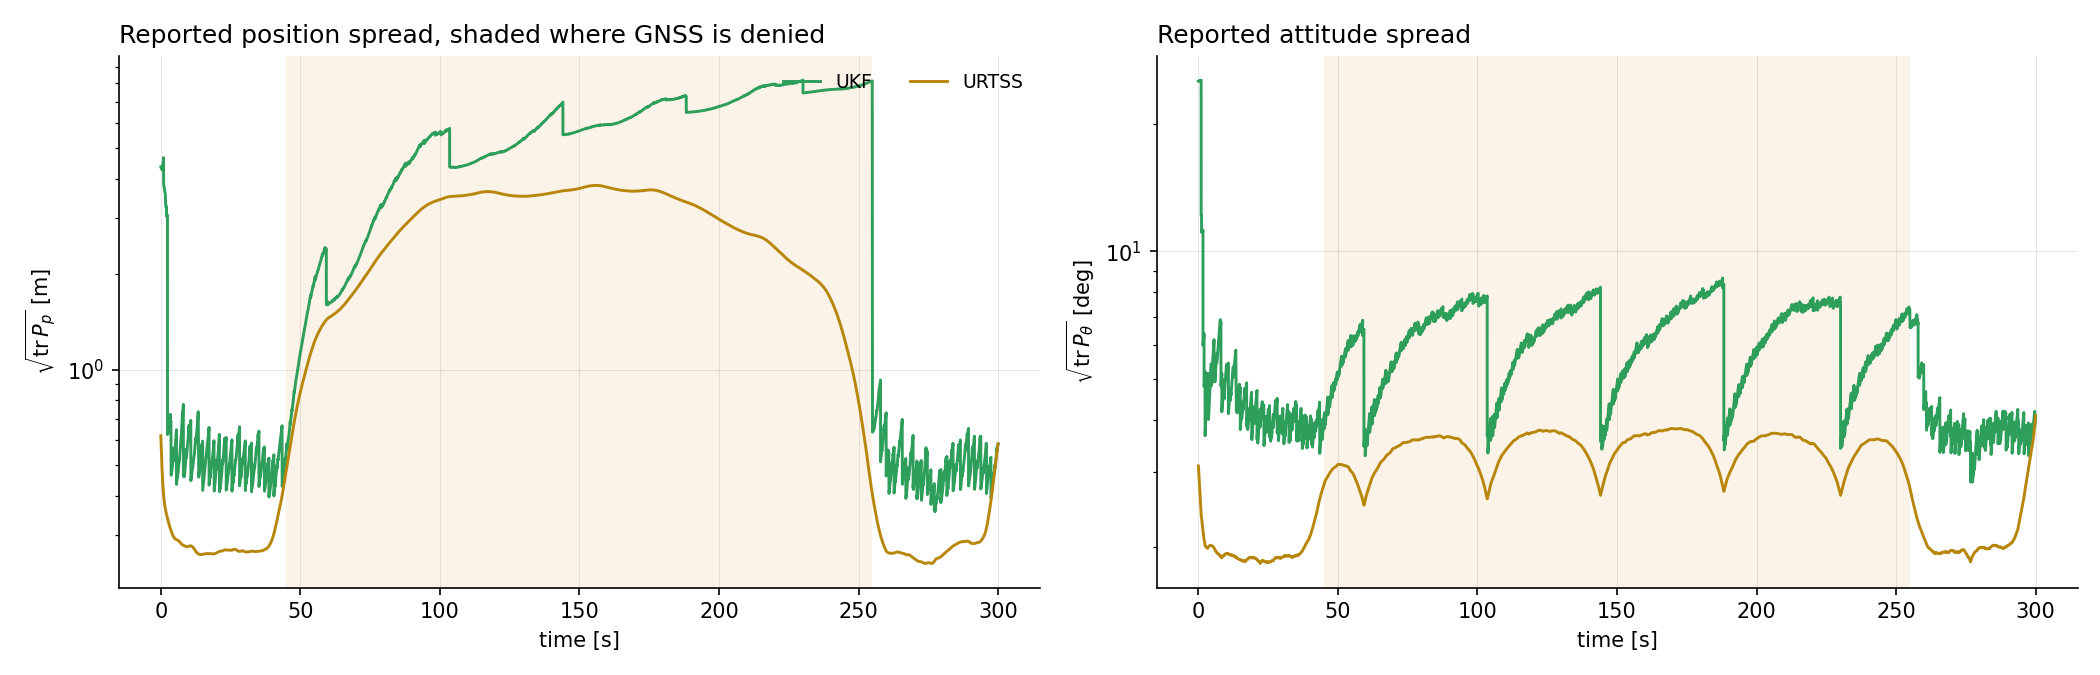 Reported position spread, shaded where GNSS is denied
√tr P_p [m]
10^0
UKF
URTSS
0 50 100 150 200 250 300
time [s]
Reported attitude spread
√tr P_θ [deg]
10^1
0 50 100 150 200 250 300
time [s]